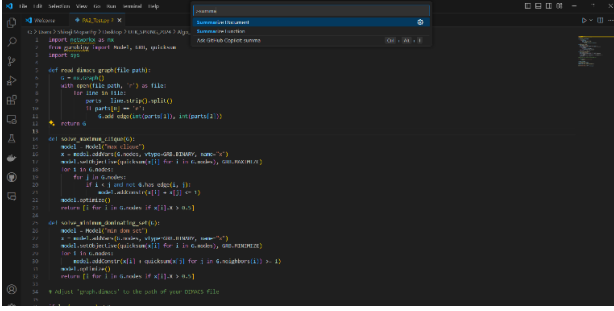 File Edit Selection View Go Run Terminal Help
>summa
Summarize Document
Summarize Function
Add GitHub Copilot summa
Ctrl + Alt + I
Welcome
C: > Users > > Desktop >
import networkx as nx
from gurobipy import Model, GRB, quicksum
import sys
def read_dimacs_graph(file_path):
G = nx.Graph()
with open(file_path, 'r') as file:
for line in file:
parts = line.strip().split()
if parts[0] == 'e':
G.add_edge(int(parts[1]), int(parts[2]))
return G
def solve_maximum_clique(G):
model = Model("max_clique")
x = model.addVars(G.nodes, vtype=GRB.BINARY, name="x")
model.setObjective(quicksum(x[i] for i in G.nodes), GRB.MAXIMIZE)
for i in G.nodes:
for j in G.nodes:
if i < j and not G.has_edge(i, j):
model.addConstr(x[i] + x[j] <= 1)
model.optimize()
return [i for i in G.nodes if x[i].X > 0.5]
def solve_minimum_dominating_set(G):
model = Model("min_dom_set")
x = model.addVars(G.nodes, vtype=GRB.BINARY, name="x")
model.setObjective(quicksum(x[i] for i in G.nodes), GRB.MINIMIZE)
for i in G.nodes:
model.addConstr(x[i] + quicksum(x[j] for j in G.neighbors(i)) >= 1)
model.optimize()
return [i for i in G.nodes if x[i].X > 0.5]
# Adjust 'graph.dimacs' to the path of your DIMACS file